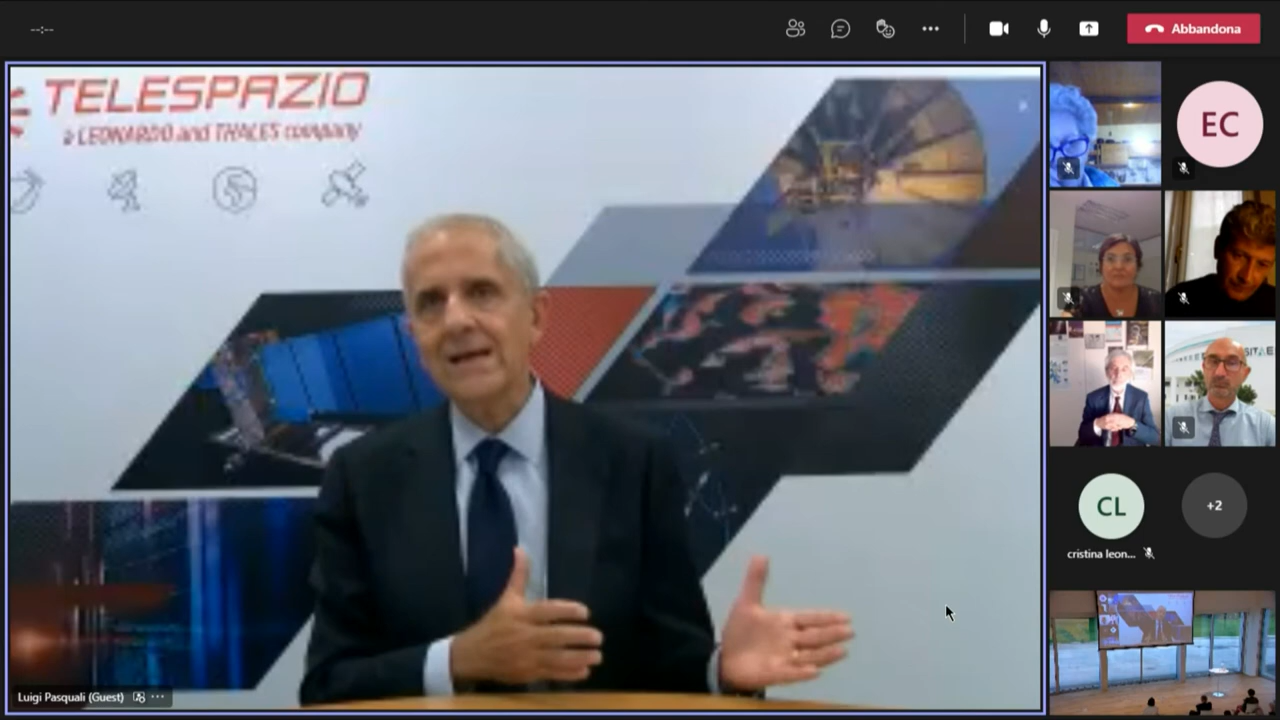 --:--
Abbandona
TELESPAZIO
a LEONARDO and THALES company
EC
CL
+2
cristina leon...
Luigi Pasquali (Guest)